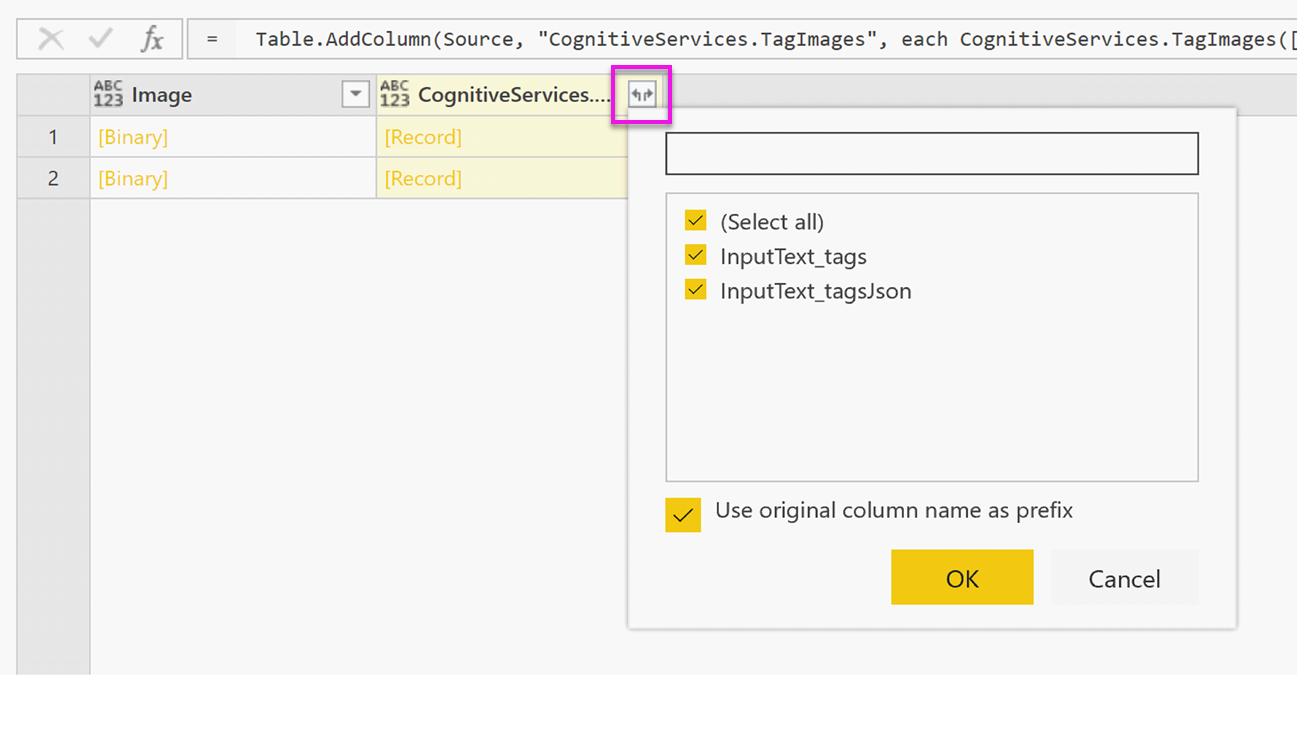 fx = Table.AddColumn(Source, "CognitiveServices.TagImages", each CognitiveServices.TagImages([
ABC 123 Image ABC 123 CognitiveServices....
1 [Binary] [Record]
2 [Binary] [Record]
(Select all)
InputText_tags
InputText_tagsJson
Use original column name as prefix
OK Cancel